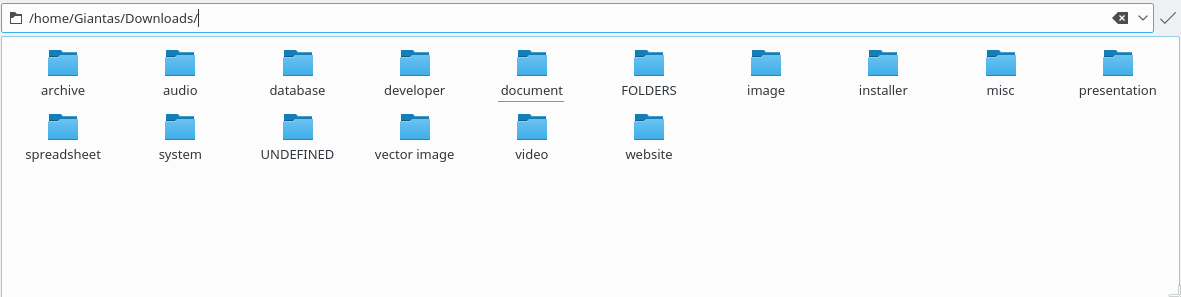 /home/Giantas/Downloads/
archive audio database developer document FOLDERS image installer misc presentation
spreadsheet system UNDEFINED vector image video website